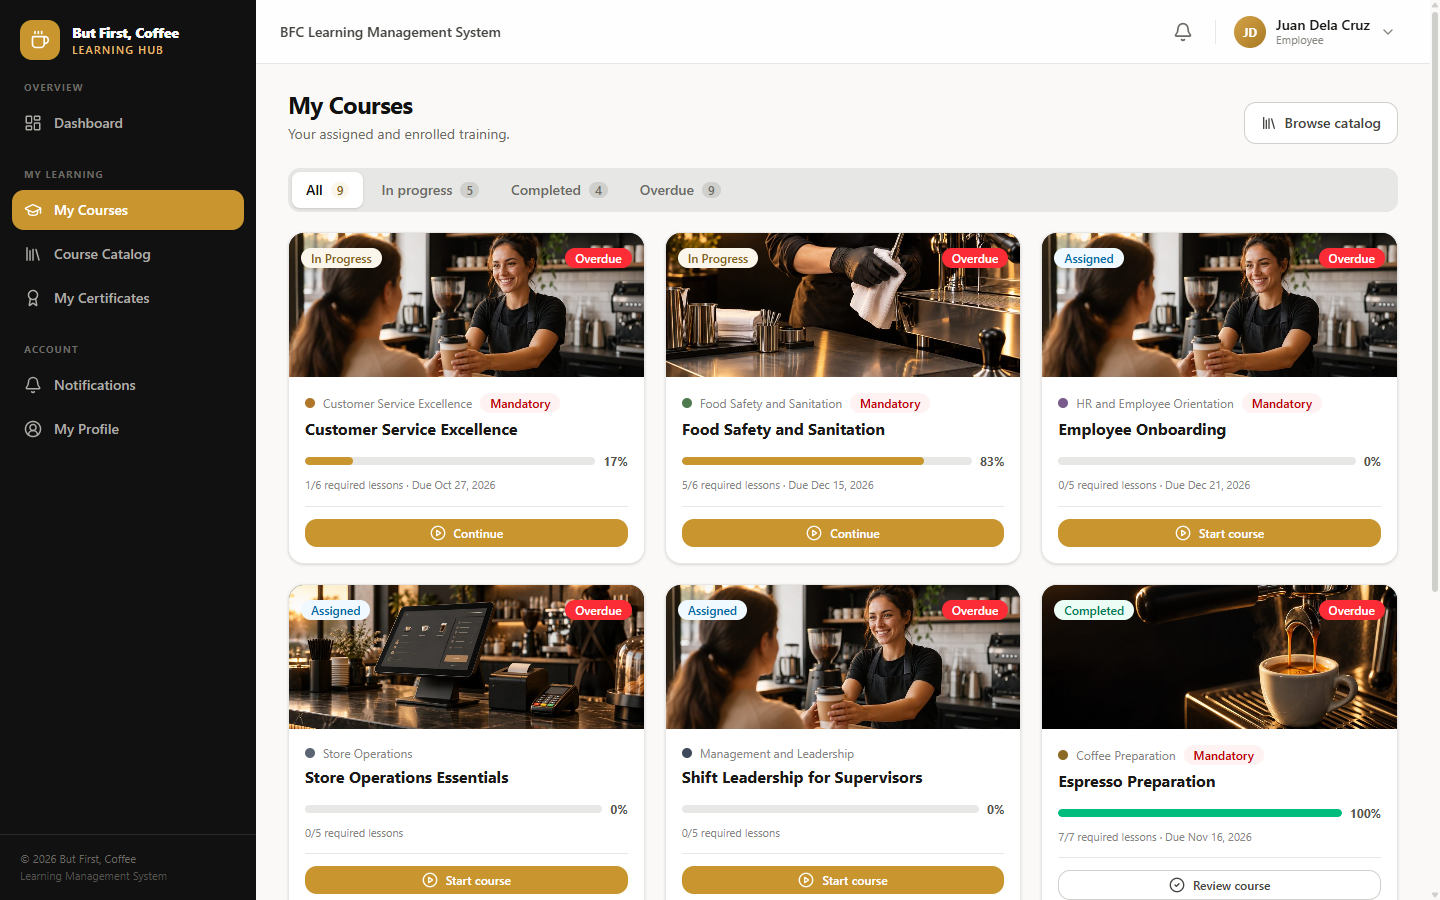 But First, Coffee
LEARNING HUB
OVERVIEW
Dashboard
MY LEARNING
My Courses
Course Catalog
My Certificates
ACCOUNT
Notifications
My Profile
© 2026 But First, Coffee
Learning Management System
BFC Learning Management System
JD
Juan Dela Cruz
Employee
My Courses
Your assigned and enrolled training.
Browse catalog
All 9
In progress 5
Completed 4
Overdue 9
In Progress
Overdue
Customer Service Excellence
Mandatory
Customer Service Excellence
17%
1/6 required lessons · Due Oct 27, 2026
Continue
In Progress
Overdue
Food Safety and Sanitation
Mandatory
Food Safety and Sanitation
83%
5/6 required lessons · Due Dec 15, 2026
Continue
Assigned
Overdue
HR and Employee Orientation
Mandatory
Employee Onboarding
0%
0/5 required lessons · Due Dec 21, 2026
Start course
Assigned
Overdue
Store Operations
Store Operations Essentials
0%
0/5 required lessons
Start course
Assigned
Overdue
Management and Leadership
Shift Leadership for Supervisors
0%
0/5 required lessons
Start course
Completed
Overdue
Coffee Preparation
Mandatory
Espresso Preparation
100%
7/7 required lessons · Due Nov 16, 2026
Review course